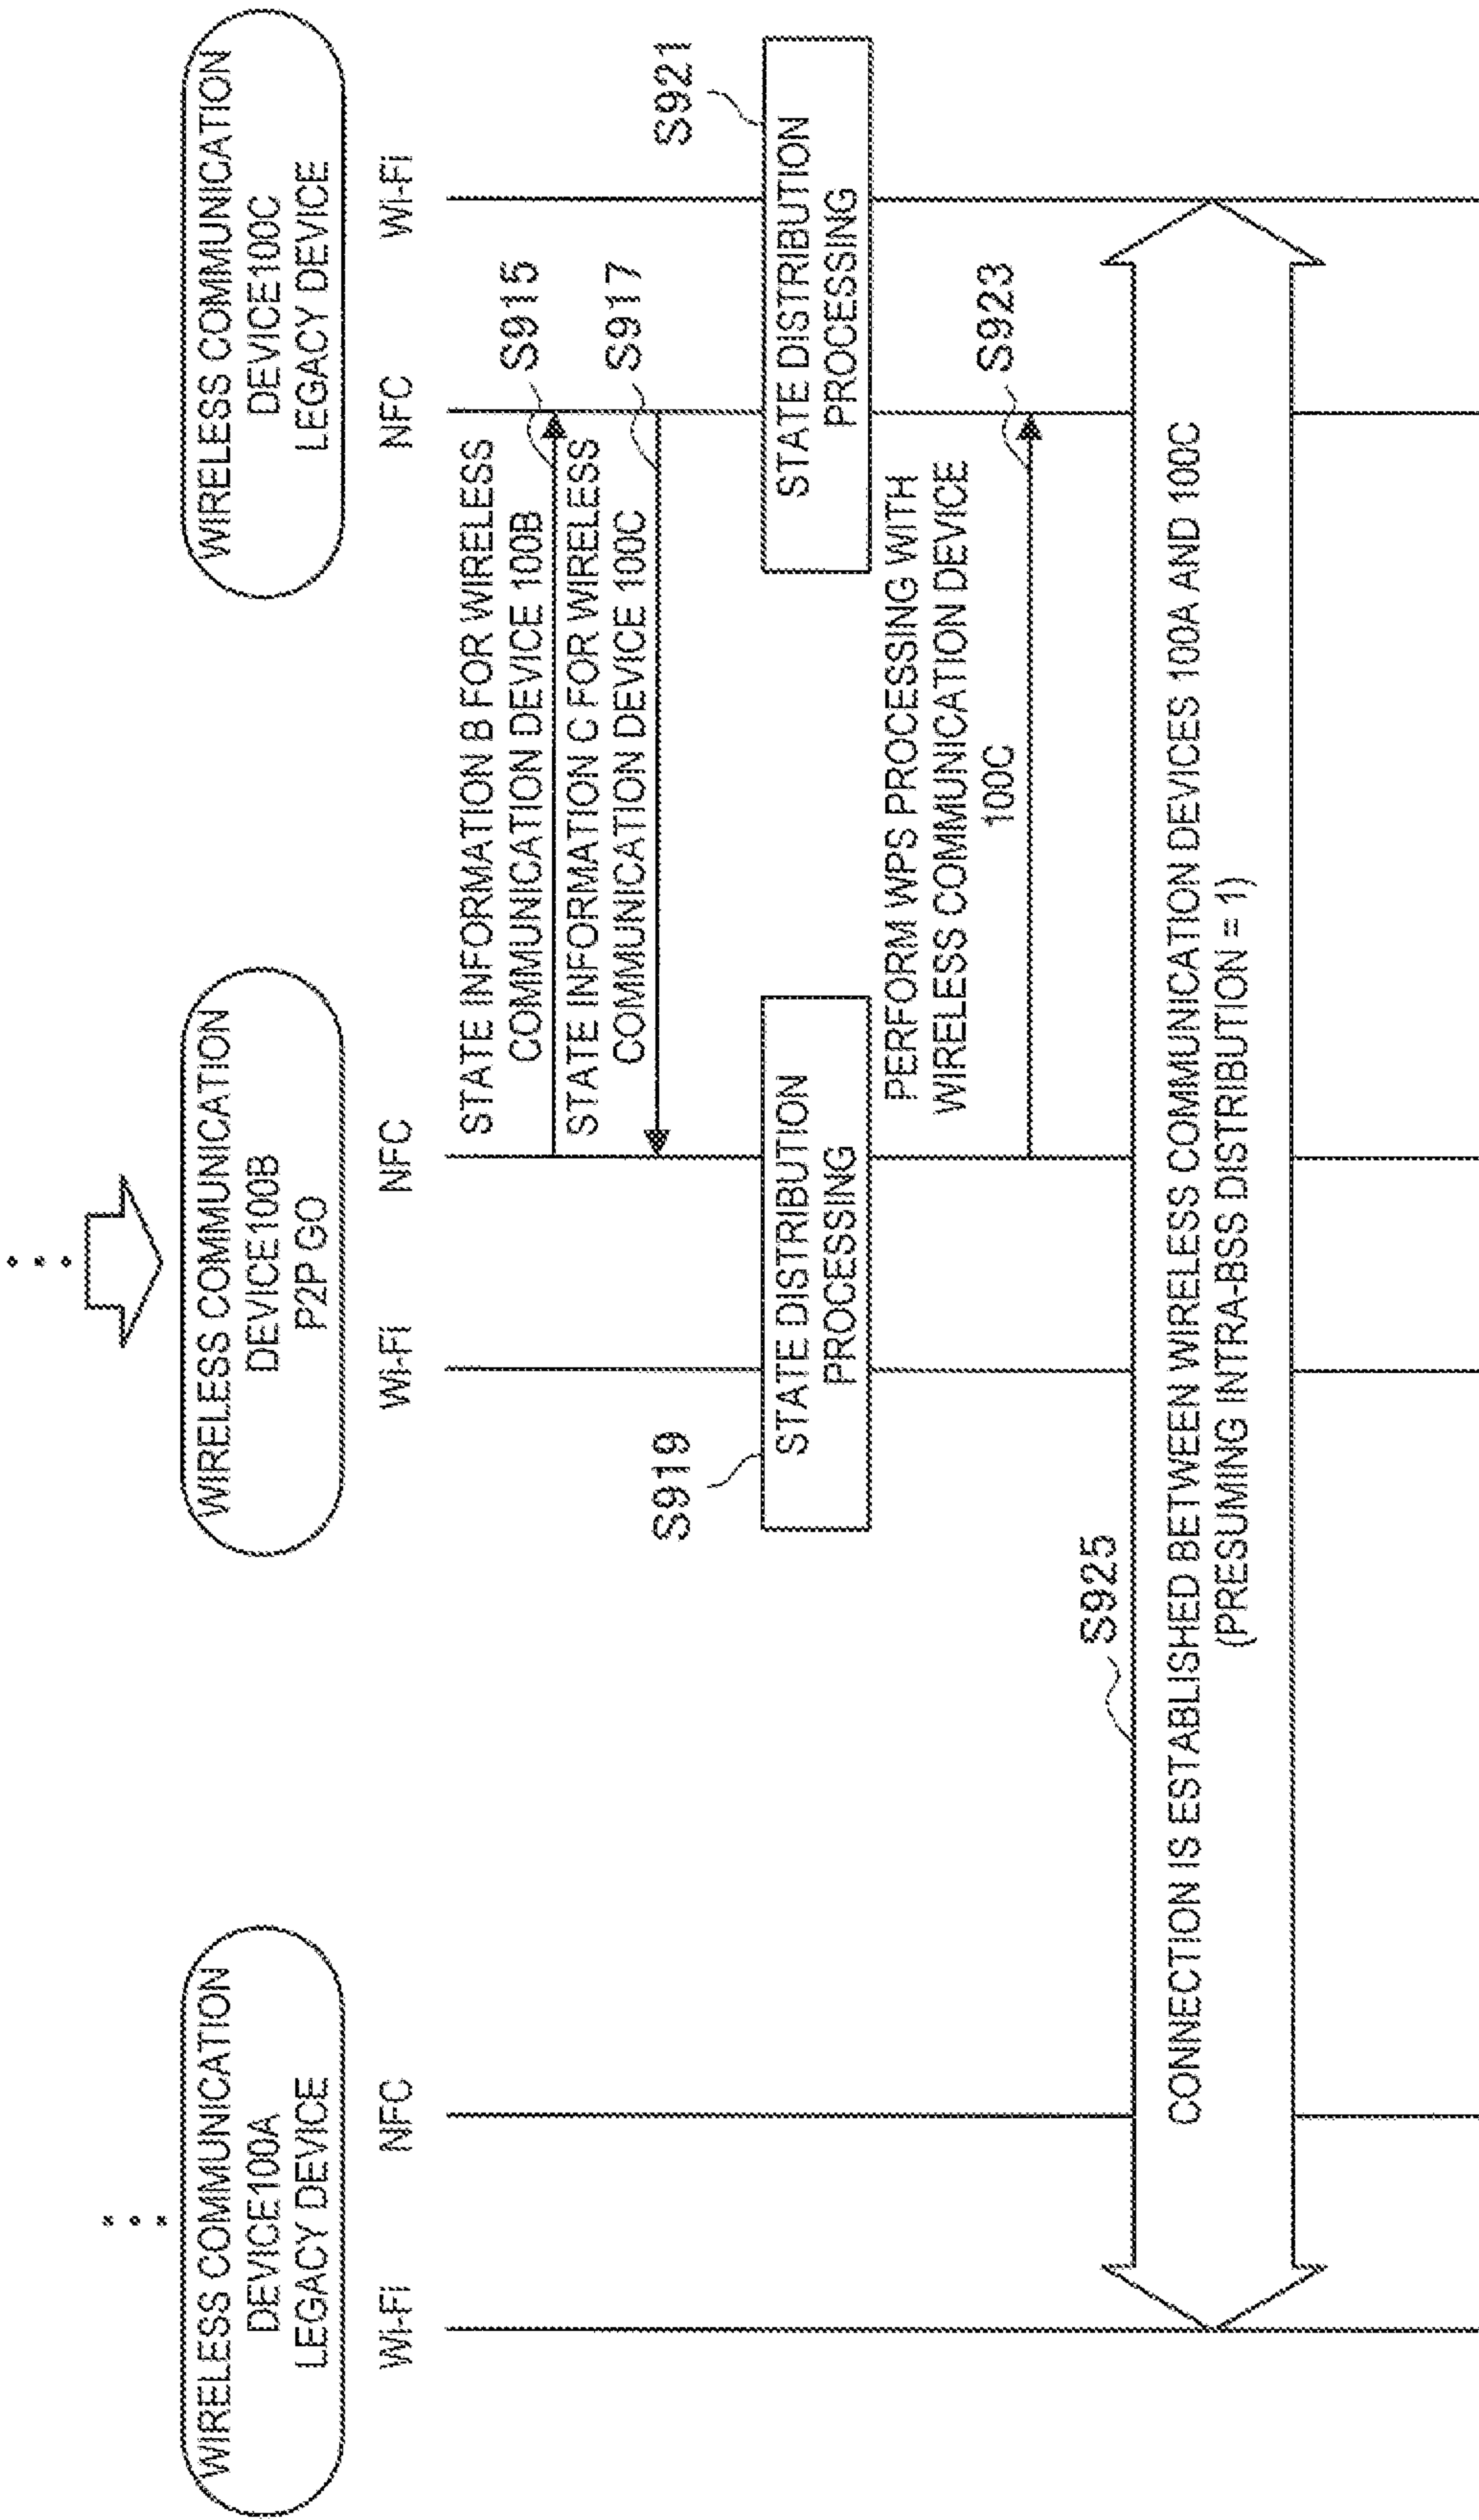 WIRELESS COMMUNICATION
DEVICE100A
LEGACY DEVICE
WIRELESS COMMUNICATION
DEVICE100B
P2P GO
WIRELESS COMMUNICATION
DEVICE100C
LEGACY DEVICE
Wi-Fi
NFC
Wi-Fi
NFC
NFC
Wi-Fi
STATE INFORMATION B FOR WIRELESS
COMMUNICATION DEVICE 100B
S915
STATE INFORMATION C FOR WIRELESS
COMMUNICATION DEVICE 100C
S917
S919
STATE DISTRIBUTION
PROCESSING
S921
STATE DISTRIBUTION
PROCESSING
PERFORM WPS PROCESSING WITH
WIRELESS COMMUNICATION DEVICE
100C
S923
S925
CONNECTION IS ESTABLISHED BETWEEN WIRELESS COMMUNICATION DEVICES 100A AND 100C
(PRESUMING INTRA-BSS DISTRIBUTION = 1)